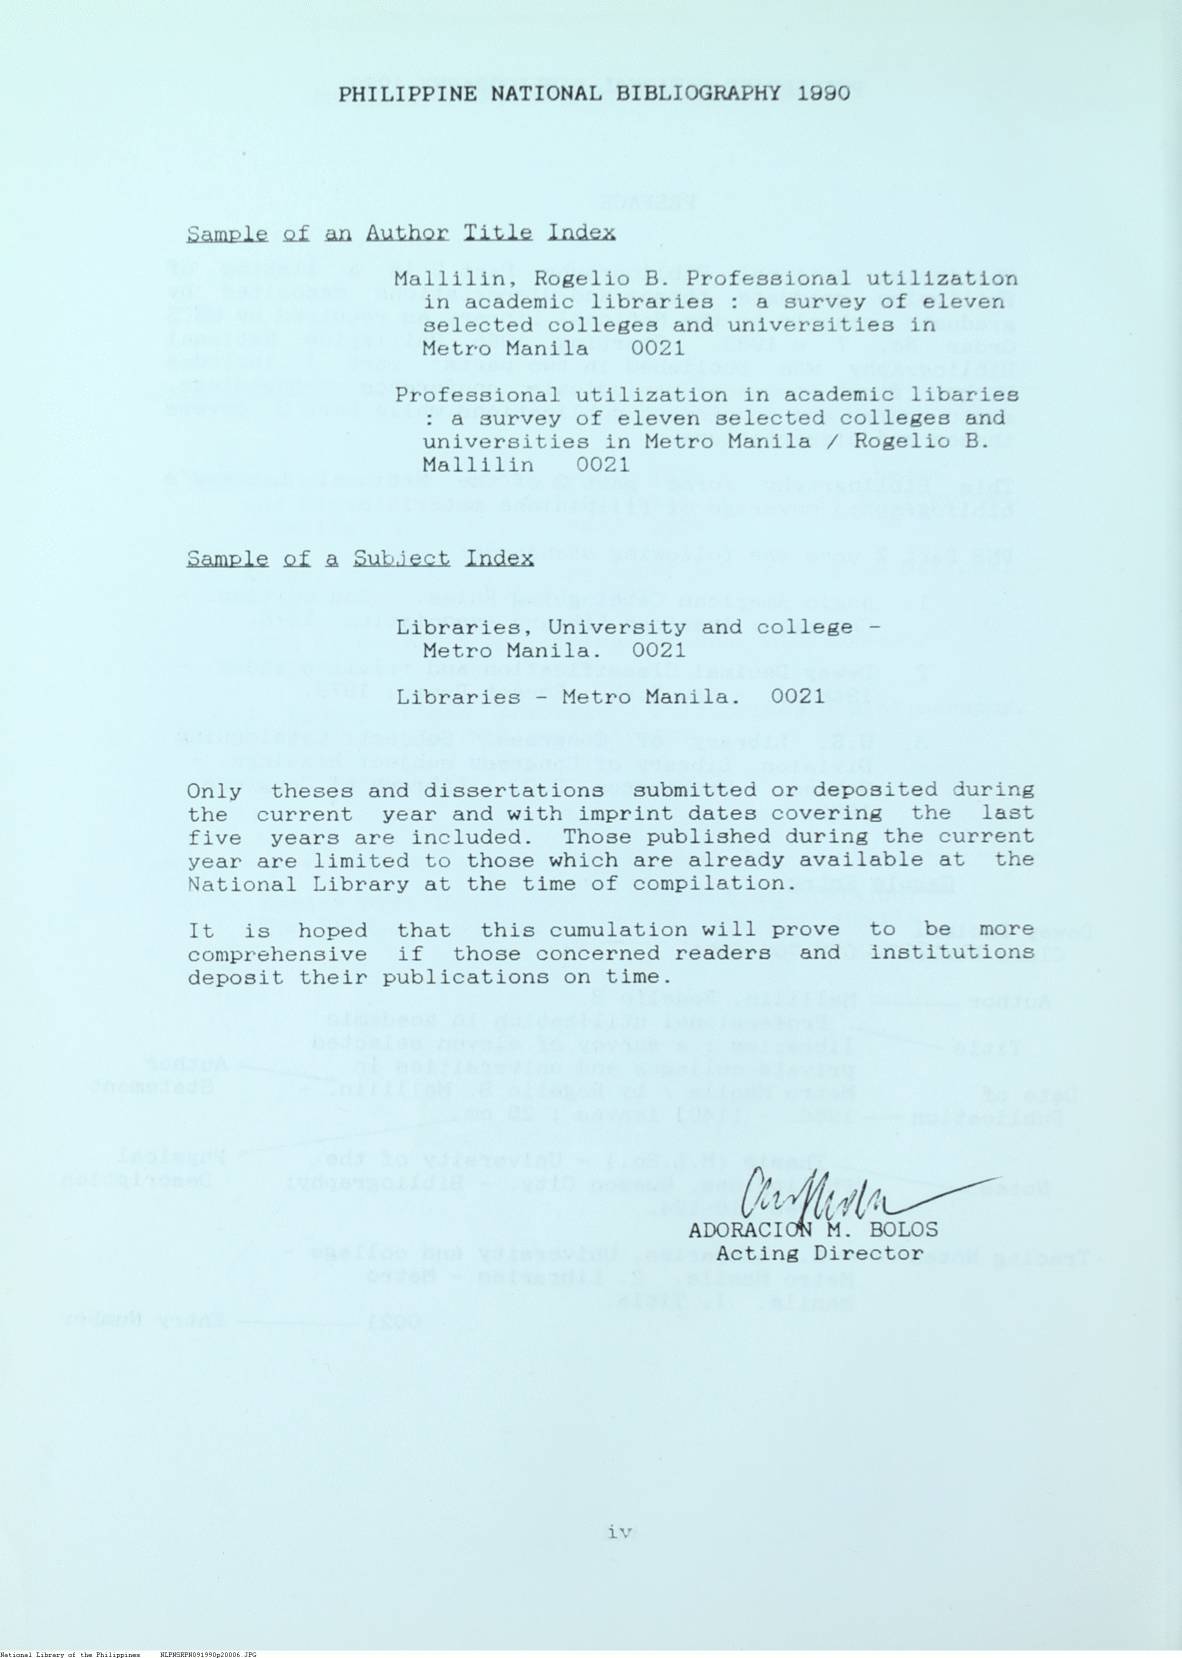 PHILIPPINE NATIONAL BIBLIOGRAPHY 1990
Sample of an Author Title Index
Mallilin, Rogelio B. Professional utilization
in academic libraries : a survey of eleven
selected colleges and universities in
Metro Manila 0021
Professional utilization in academic libaries
: a survey of eleven selected colleges and
universities in Metro Manila / Rogelio B.
Mallilin 0021
Sample of a Subject Index
Libraries, University and college -
Metro Manila. 0021
Libraries - Metro Manila. 0021
Only theses and dissertations submitted or deposited during
the current year and with imprint dates covering the last
five years are included. Those published during the current
year are limited to those which are already available at the
National Library at the time of compilation.
It is hoped that this cumulation will prove to be more
comprehensive if those concerned readers and institutions
deposit their publications on time.
ADORACION M. BOLOS
Acting Director
iv
National Library of the Philippines NLPNSRPN091990p20006.JPG